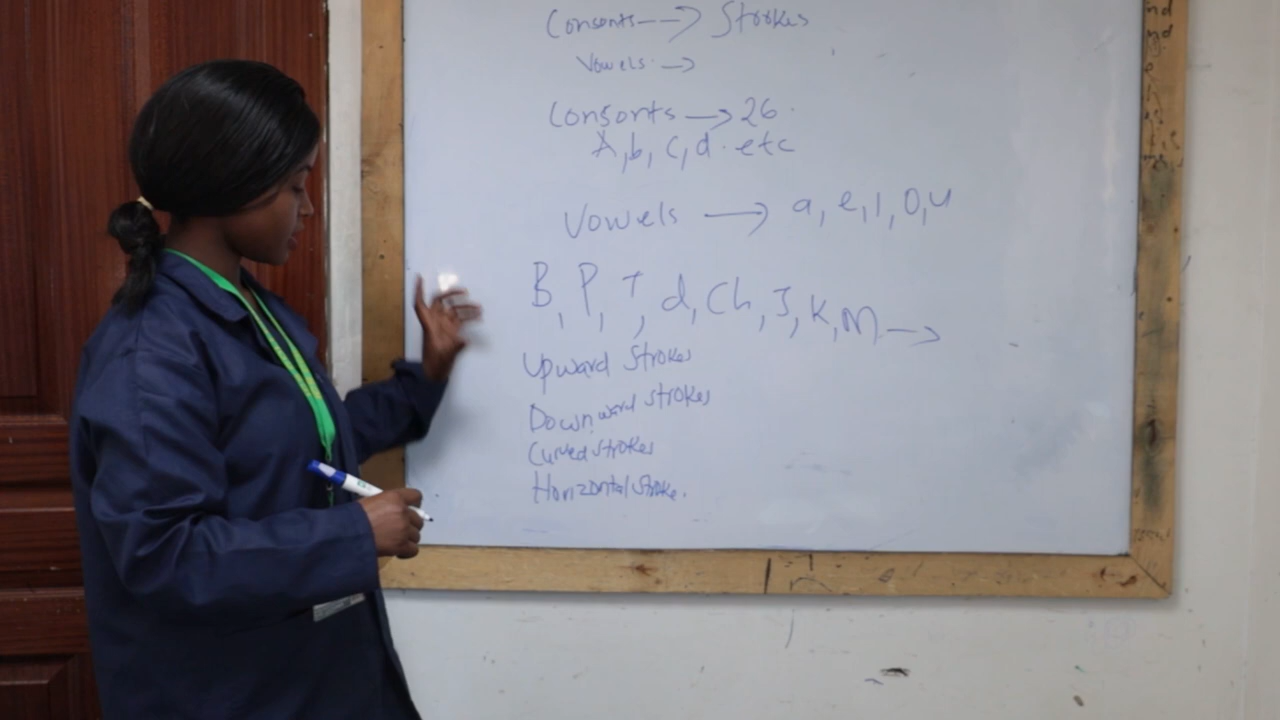 Consonts --> Strokes
Vowels. -->
Consonts --> 26.
A, b, c, d. etc
Vowels --> a, e, i, o, u
B, P, T, d, Ch, J, K, M -->
Upward Strokes
Downward strokes
Curved strokes
Horizontal stroke.